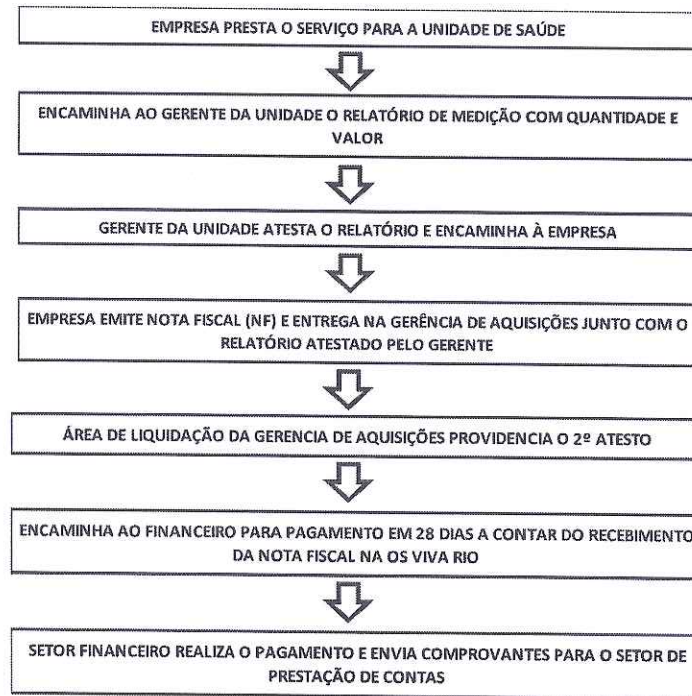 EMPRESA PRESTA O SERVIÇO PARA A UNIDADE DE SAÚDE
ENCAMINHA AO GERENTE DA UNIDADE O RELATÓRIO DE MEDIÇÃO COM QUANTIDADE E
VALOR
GERENTE DA UNIDADE ATESTA O RELATÓRIO E ENCAMINHA À EMPRESA
EMPRESA EMITE NOTA FISCAL (NF) E ENTREGA NA GERÊNCIA DE AQUISIÇÕES JUNTO COM O
RELATÓRIO ATESTADO PELO GERENTE
ÁREA DE LIQUIDAÇÃO DA GERENCIA DE AQUISIÇÕES PROVIDENCIA O 2º ATESTO
ENCAMINHA AO FINANCEIRO PARA PAGAMENTO EM 28 DIAS A CONTAR DO RECEBIMENTO
DA NOTA FISCAL NA OS VIVA RIO
SETOR FINANCEIRO REALIZA O PAGAMENTO E ENVIA COMPROVANTES PARA O SETOR DE
PRESTAÇÃO DE CONTAS